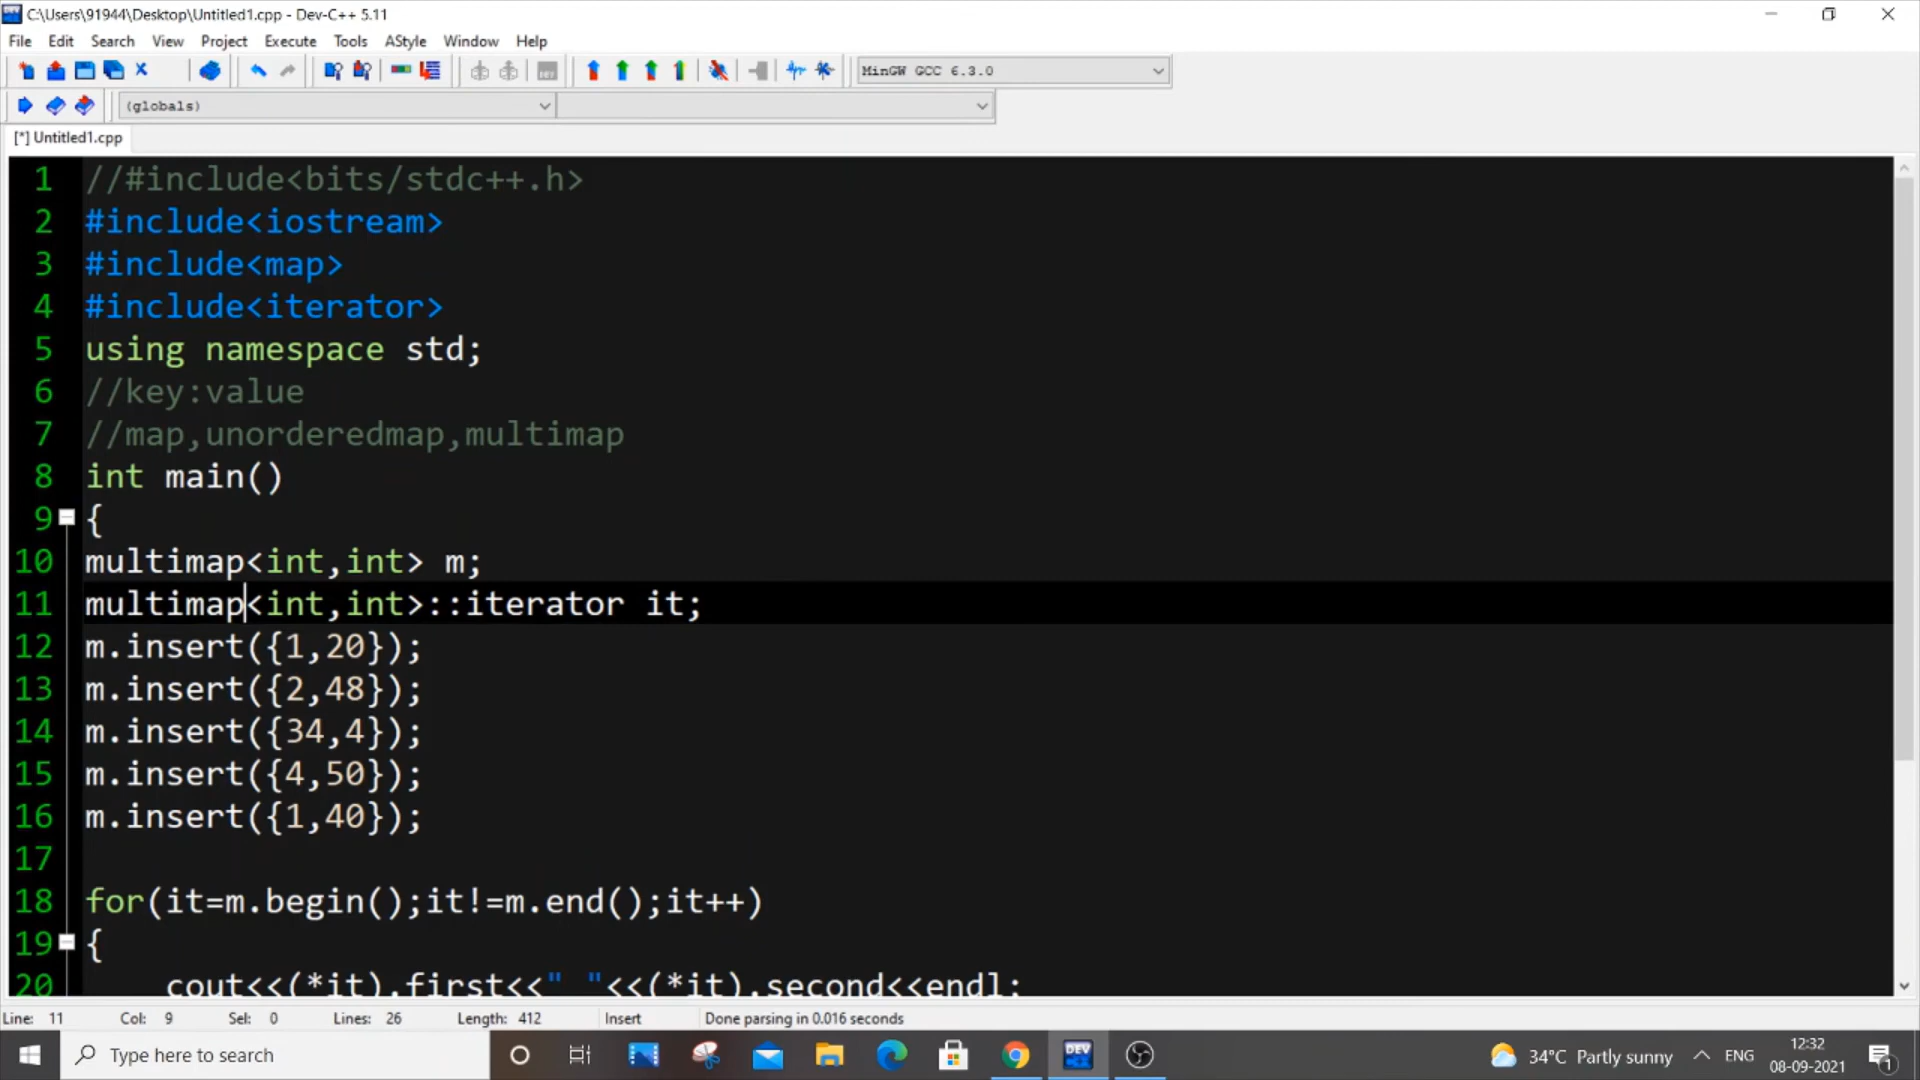 C:\Users\91944\Desktop\Untitled1.cpp - Dev-C++ 5.11
File Edit Search View Project Execute Tools AStyle Window Help
MinGW GCC 6.3.0
(globals)
[*] Untitled1.cpp
1 //#include<bits/stdc++.h>
2 #include<iostream>
3 #include<map>
4 #include<iterator>
5 using namespace std;
6 //key:value
7 //map,unorderedmap,multimap
8 int main()
9 {
10 multimap<int,int> m;
11 multimap<int,int>::iterator it;
12 m.insert({1,20});
13 m.insert({2,48});
14 m.insert({34,4});
15 m.insert({4,50});
16 m.insert({1,40});
17
18 for(it=m.begin();it!=m.end();it++)
19 {
20 cout<<(*it).first<<" "<<(*it).second<<endl;
Line: 11 Col: 9 Sel: 0 Lines: 26 Length: 412 Insert Done parsing in 0.016 seconds
Type here to search
DEV
34°C Partly sunny
ENG
12:32
08-09-2021
1